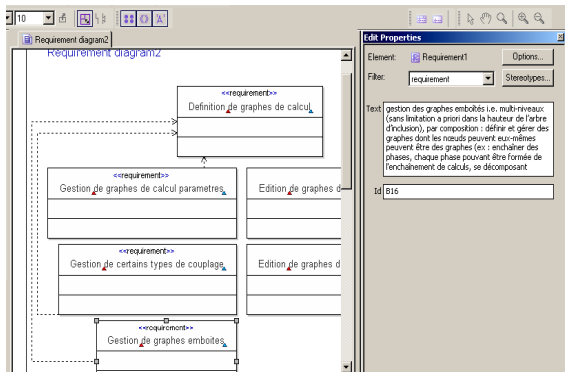 10
Requirement diagram2
Requirement diagram2
<<requirement>>
Definition de graphes de calcul
<<requirement>>
Gestion de graphes de calcul parametres
Edition de graphes d
<<requirement>>
Gestion de certains types de couplage
Edition de graphes d
<<requirement>>
Gestion de graphes emboites
Edit Properties
Element: Requirement1 Options...
Filter: requirement Stereotypes...
Text gestion des graphes emboîtés i.e. multi-niveaux
(sans limitation a priori dans la hauteur de l'arbre
d'inclusion), par composition : définir et gérer des
graphes dont les nœuds peuvent eux-mêmes
peuvent être des graphes (ex : enchaîner des
phases, chaque phase pouvant être formée de
l'enchaînement de calculs, se décomposant
Id B16